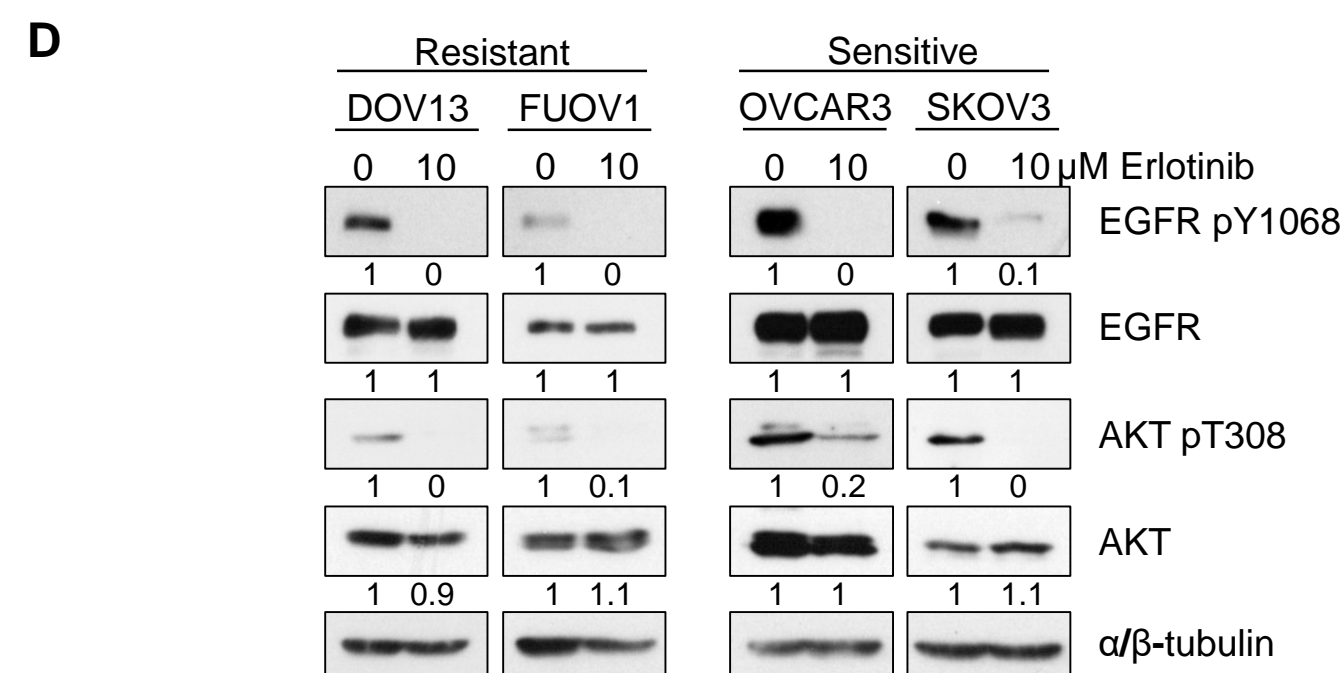 D
Resistant Sensitive
DOV13 FUOV1 OVCAR3 SKOV3
0 10 0 10 0 10 0 10 µM Erlotinib
EGFR pY1068
1 0 1 0 1 0 1 0.1
EGFR
1 1 1 1 1 1 1 1
AKT pT308
1 0 1 0.1 1 0.2 1 0
AKT
1 0.9 1 1.1 1 1 1 1.1
α/β-tubulin